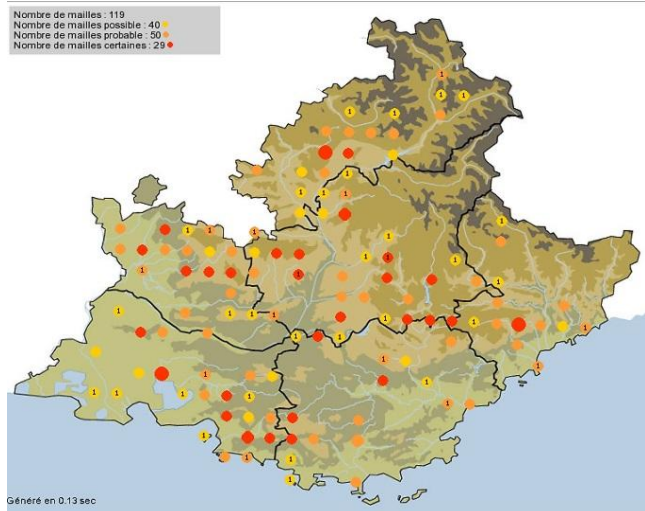 Nombre de mailles : 119
Nombre de mailles possible : 40
Nombre de mailles probable : 50
Nombre de mailles certaines : 29
Généré en 0.13 sec